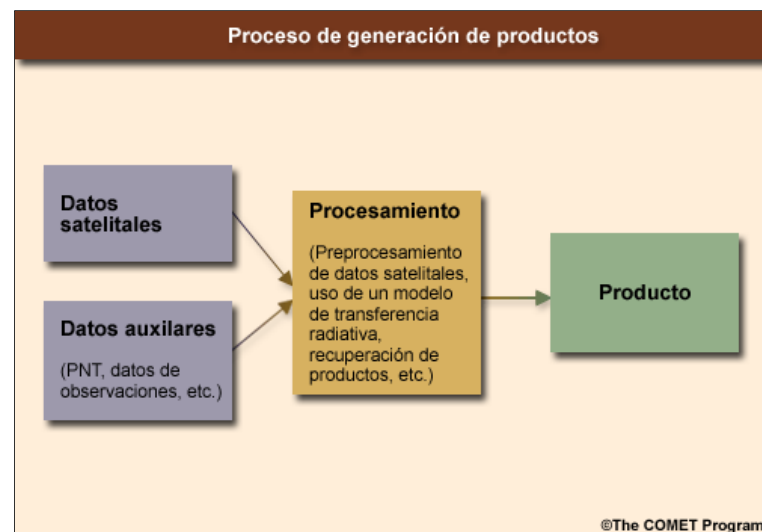 Proceso de generación de productos
Datos
satelitales
Datos auxilares
(PNT, datos de
observaciones, etc.)
Procesamiento
(Preprocesamiento
de datos satelitales,
uso de un modelo
de transferencia
radiativa,
recuperación de
productos, etc.)
Producto
©The COMET Program